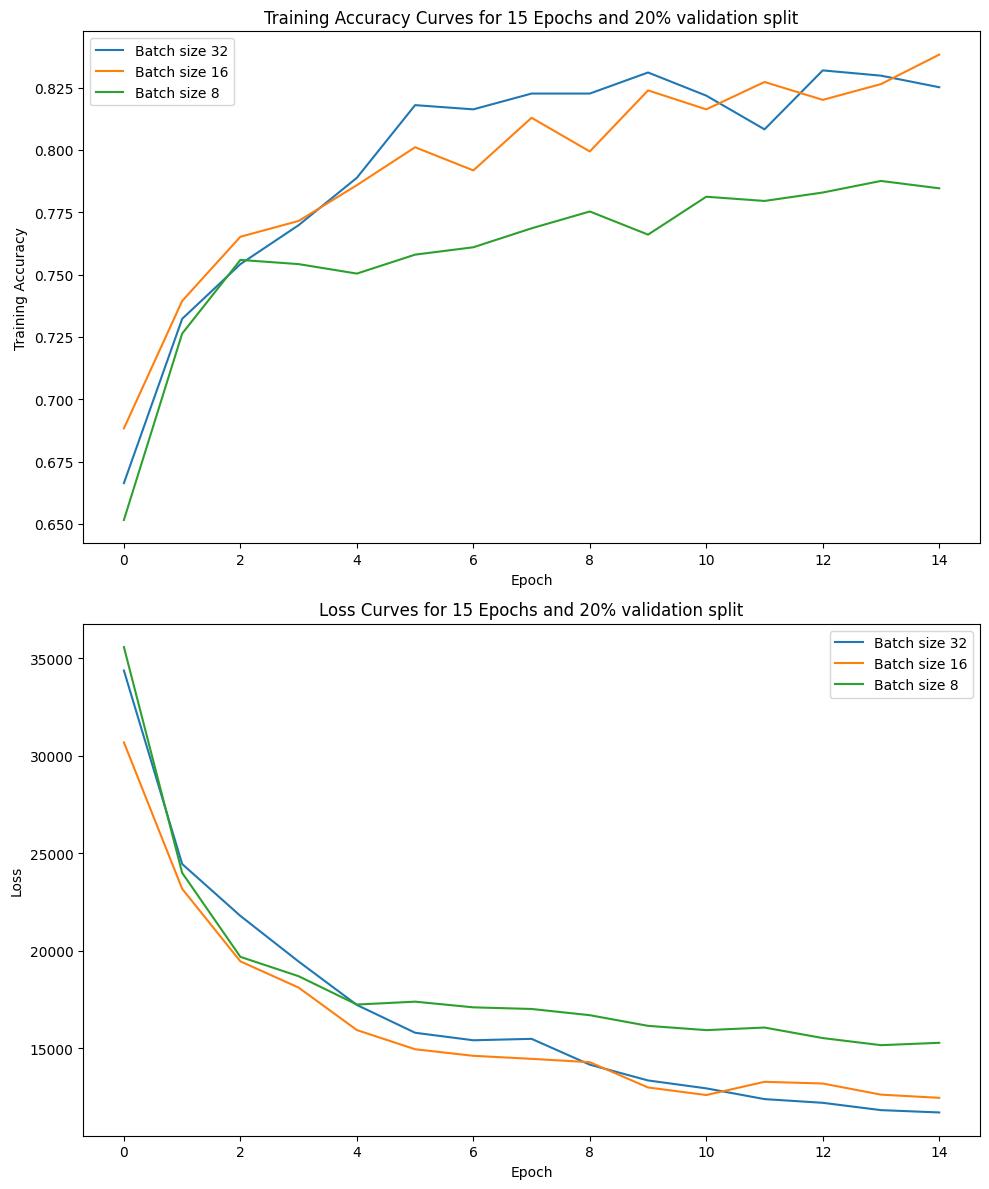 Training Accuracy Curves for 15 Epochs and 20% validation split
Batch size 32
Batch size 16
Batch size 8
Training Accuracy
0.825
0.800
0.775
0.750
0.725
0.700
0.675
0.650
0 2 4 6 8 10 12 14
Epoch
Loss Curves for 15 Epochs and 20% validation split
Batch size 32
Batch size 16
Batch size 8
Loss
35000
30000
25000
20000
15000
0 2 4 6 8 10 12 14
Epoch